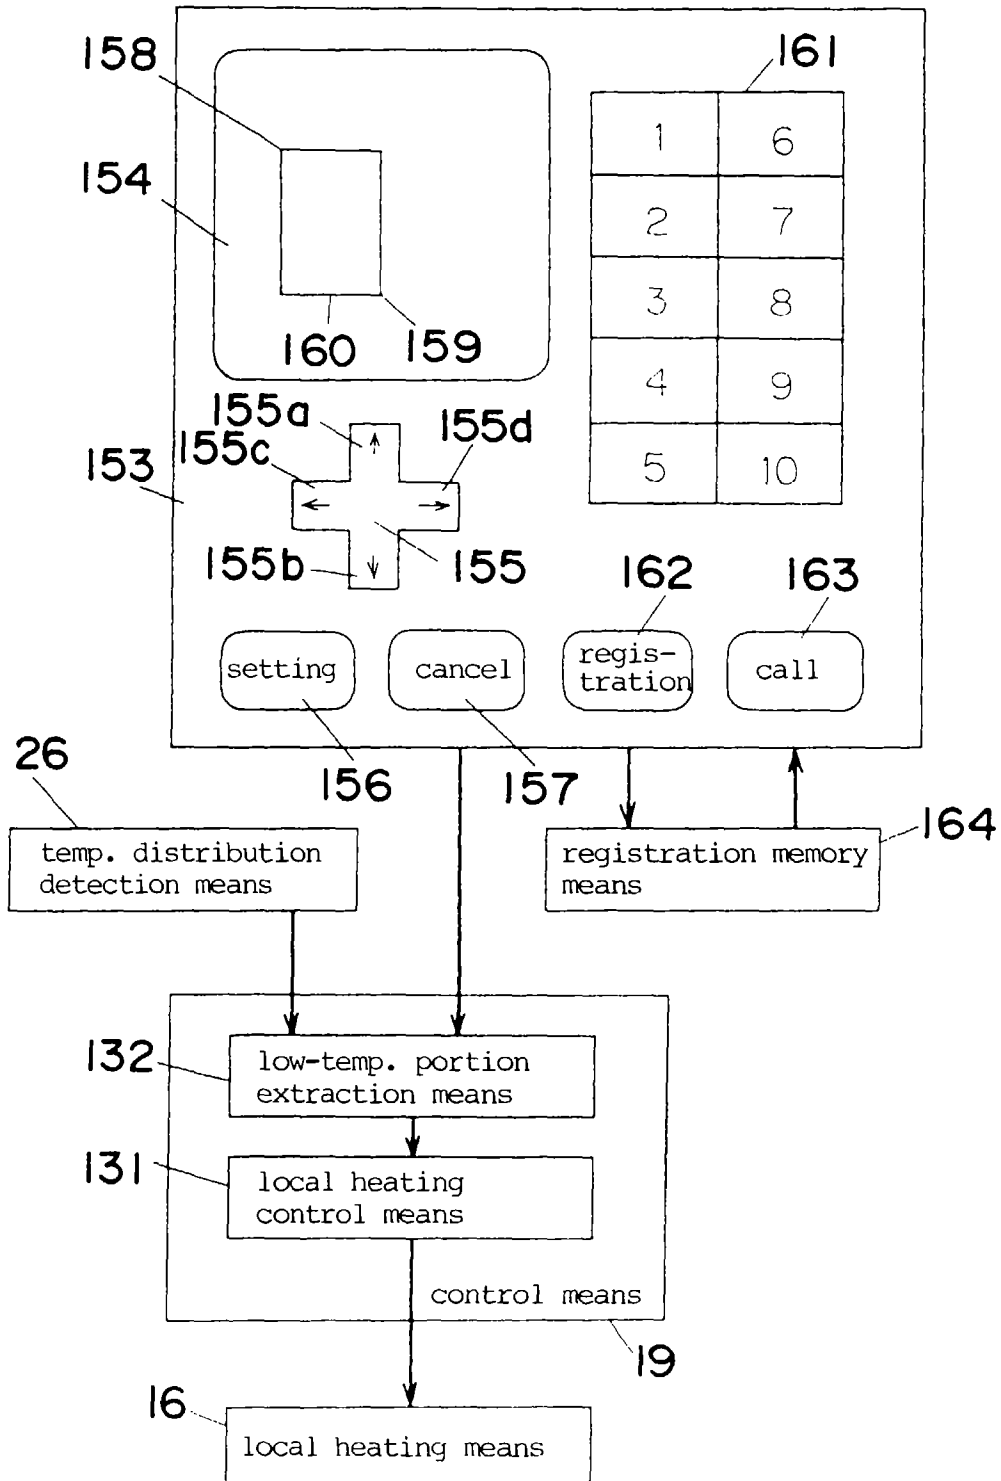 158
161
154
1 6
2 7
3 8
4 9
5 10
160 159
155a
155d
155c
153
155b 155
162 163
setting
cancel
regis-
tration
call
26
156 157
164
temp. distribution
detection means
registration memory
means
132
low-temp. portion
extraction means
131
local heating
control means
control means
19
16
local heating means